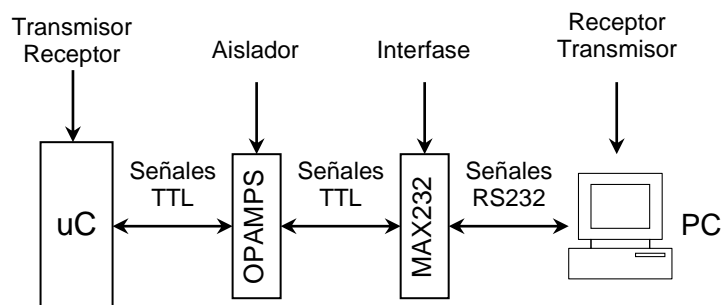 Transmisor
Receptor
Aislador
Interfase
Receptor
Transmisor
uC
Señales
TTL
OPAMPS
Señales
TTL
MAX232
Señales
RS232
PC